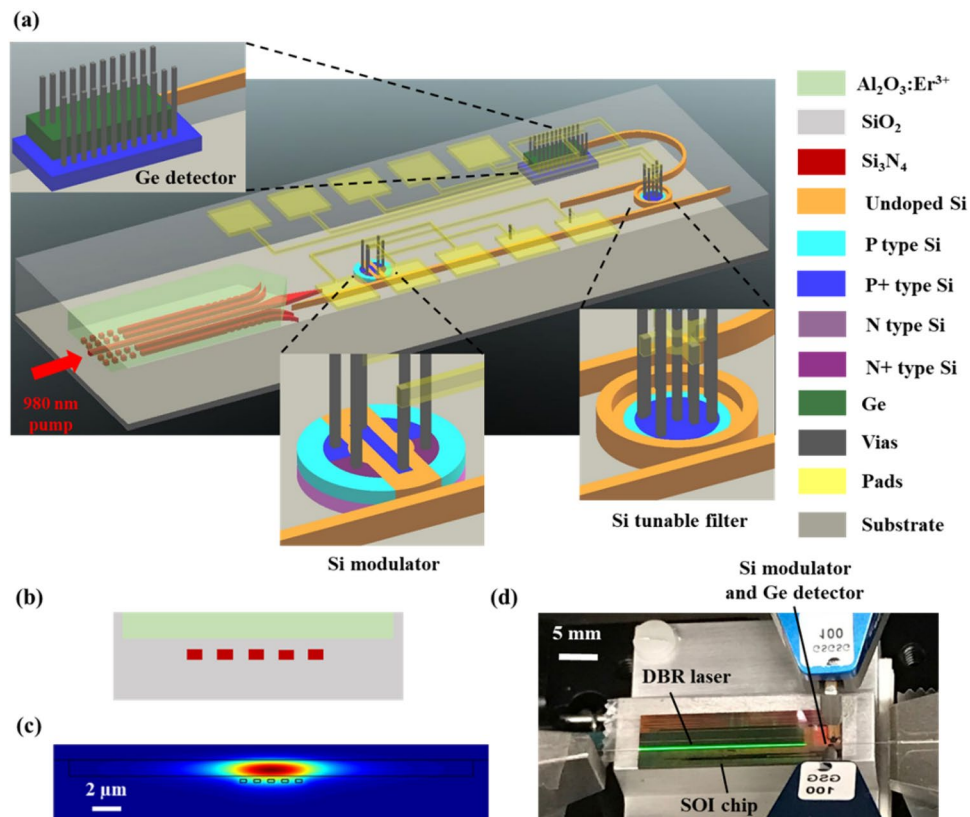 (a)
Ge detector
980 nm
pump
Si modulator
Si tunable filter
Al₂O₃:Er³⁺
SiO₂
Si₃N₄
Undoped Si
P type Si
P+ type Si
N type Si
N+ type Si
Ge
Vias
Pads
Substrate
(b)
(c)
2 μm
(d)
Si modulator
and Ge detector
5 mm
DBR laser
SOI chip
GSGSG
100
GSG
100